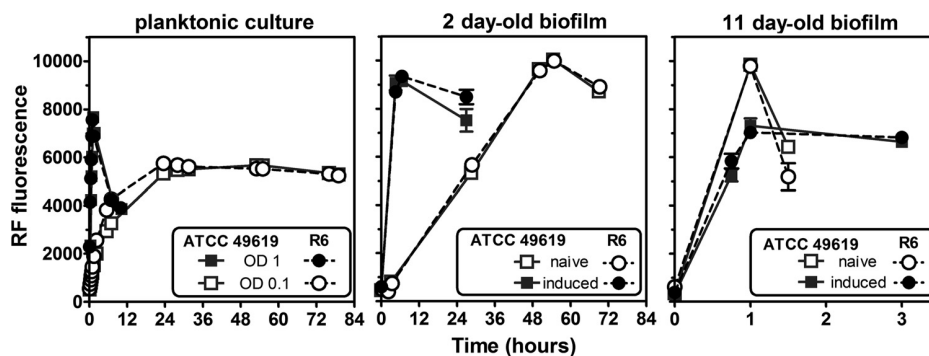 planktonic culture
2 day-old biofilm
11 day-old biofilm
RF fluorescence
10000
8000
6000
4000
2000
0
ATCC 49619 R6
OD 1
OD 0.1
ATCC 49619 R6
naive
induced
ATCC 49619 R6
naive
induced
0 12 24 36 48 60 72 84
0 12 24 36 48 60 72 84
0 1 2 3
Time (hours)